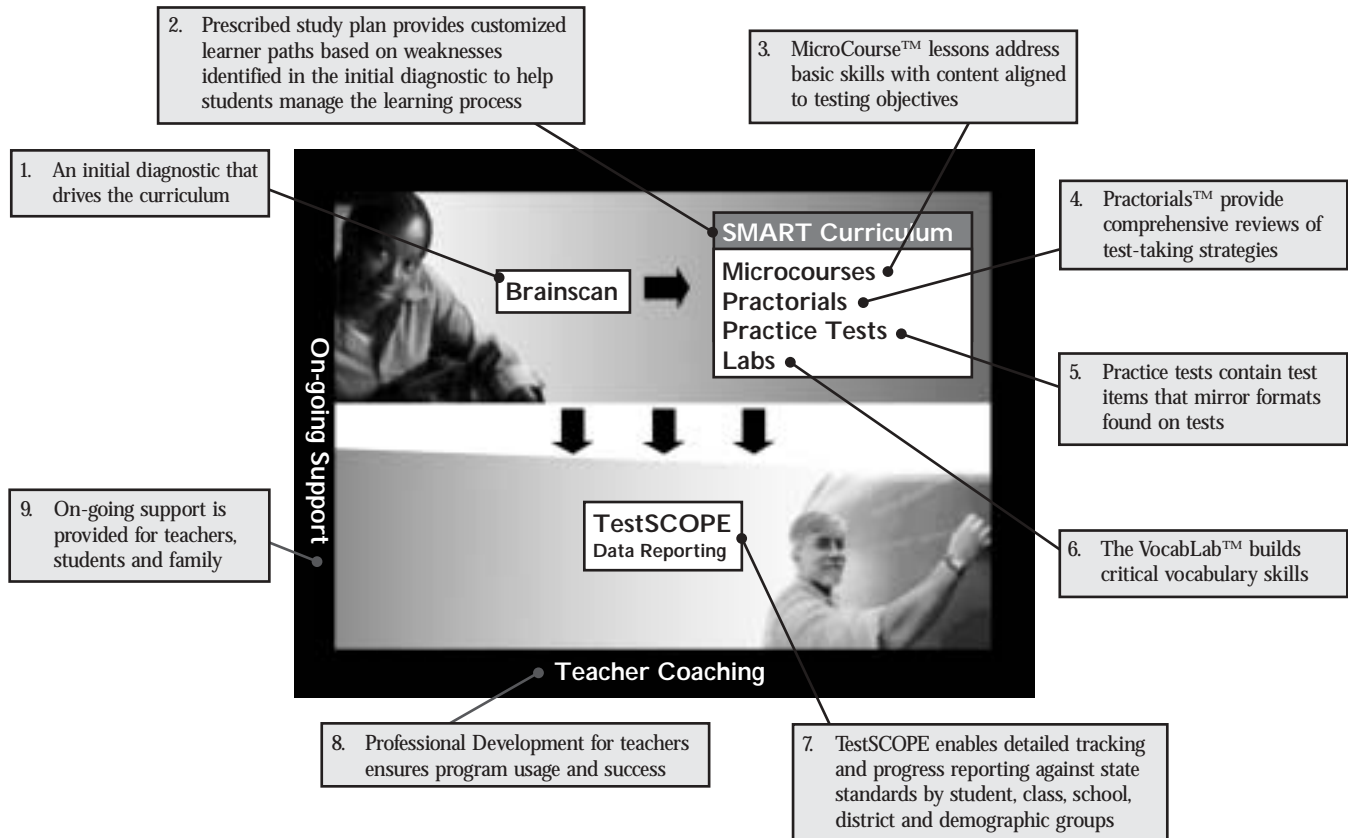 2. Prescribed study plan provides customized
learner paths based on weaknesses
identified in the initial diagnostic to help
students manage the learning process
3. MicroCourse™ lessons address
basic skills with content aligned
to testing objectives
1. An initial diagnostic that
drives the curriculum
4. Practorials™ provide
comprehensive reviews of
test-taking strategies
SMART Curriculum
Microcourses
Practorials
Practice Tests
Labs
Brainscan
On-going Support
5. Practice tests contain test
items that mirror formats
found on tests
9. On-going support is
provided for teachers,
students and family
TestSCOPE
Data Reporting
6. The VocabLab™ builds
critical vocabulary skills
Teacher Coaching
8. Professional Development for teachers
ensures program usage and success
7. TestSCOPE enables detailed tracking
and progress reporting against state
standards by student, class, school,
district and demographic groups